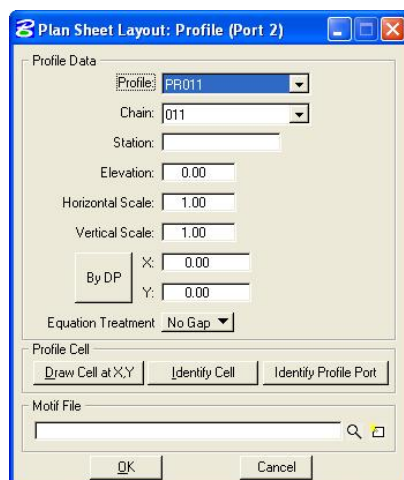 Plan Sheet Layout: Profile (Port 2)
Profile Data
Profile: PR011
Chain: 011
Station:
Elevation: 0.00
Horizontal Scale: 1.00
Vertical Scale: 1.00
By DP X: 0.00
Y: 0.00
Equation Treatment No Gap
Profile Cell
Draw Cell at X,Y Identify Cell Identify Profile Port
Motif File
OK Cancel